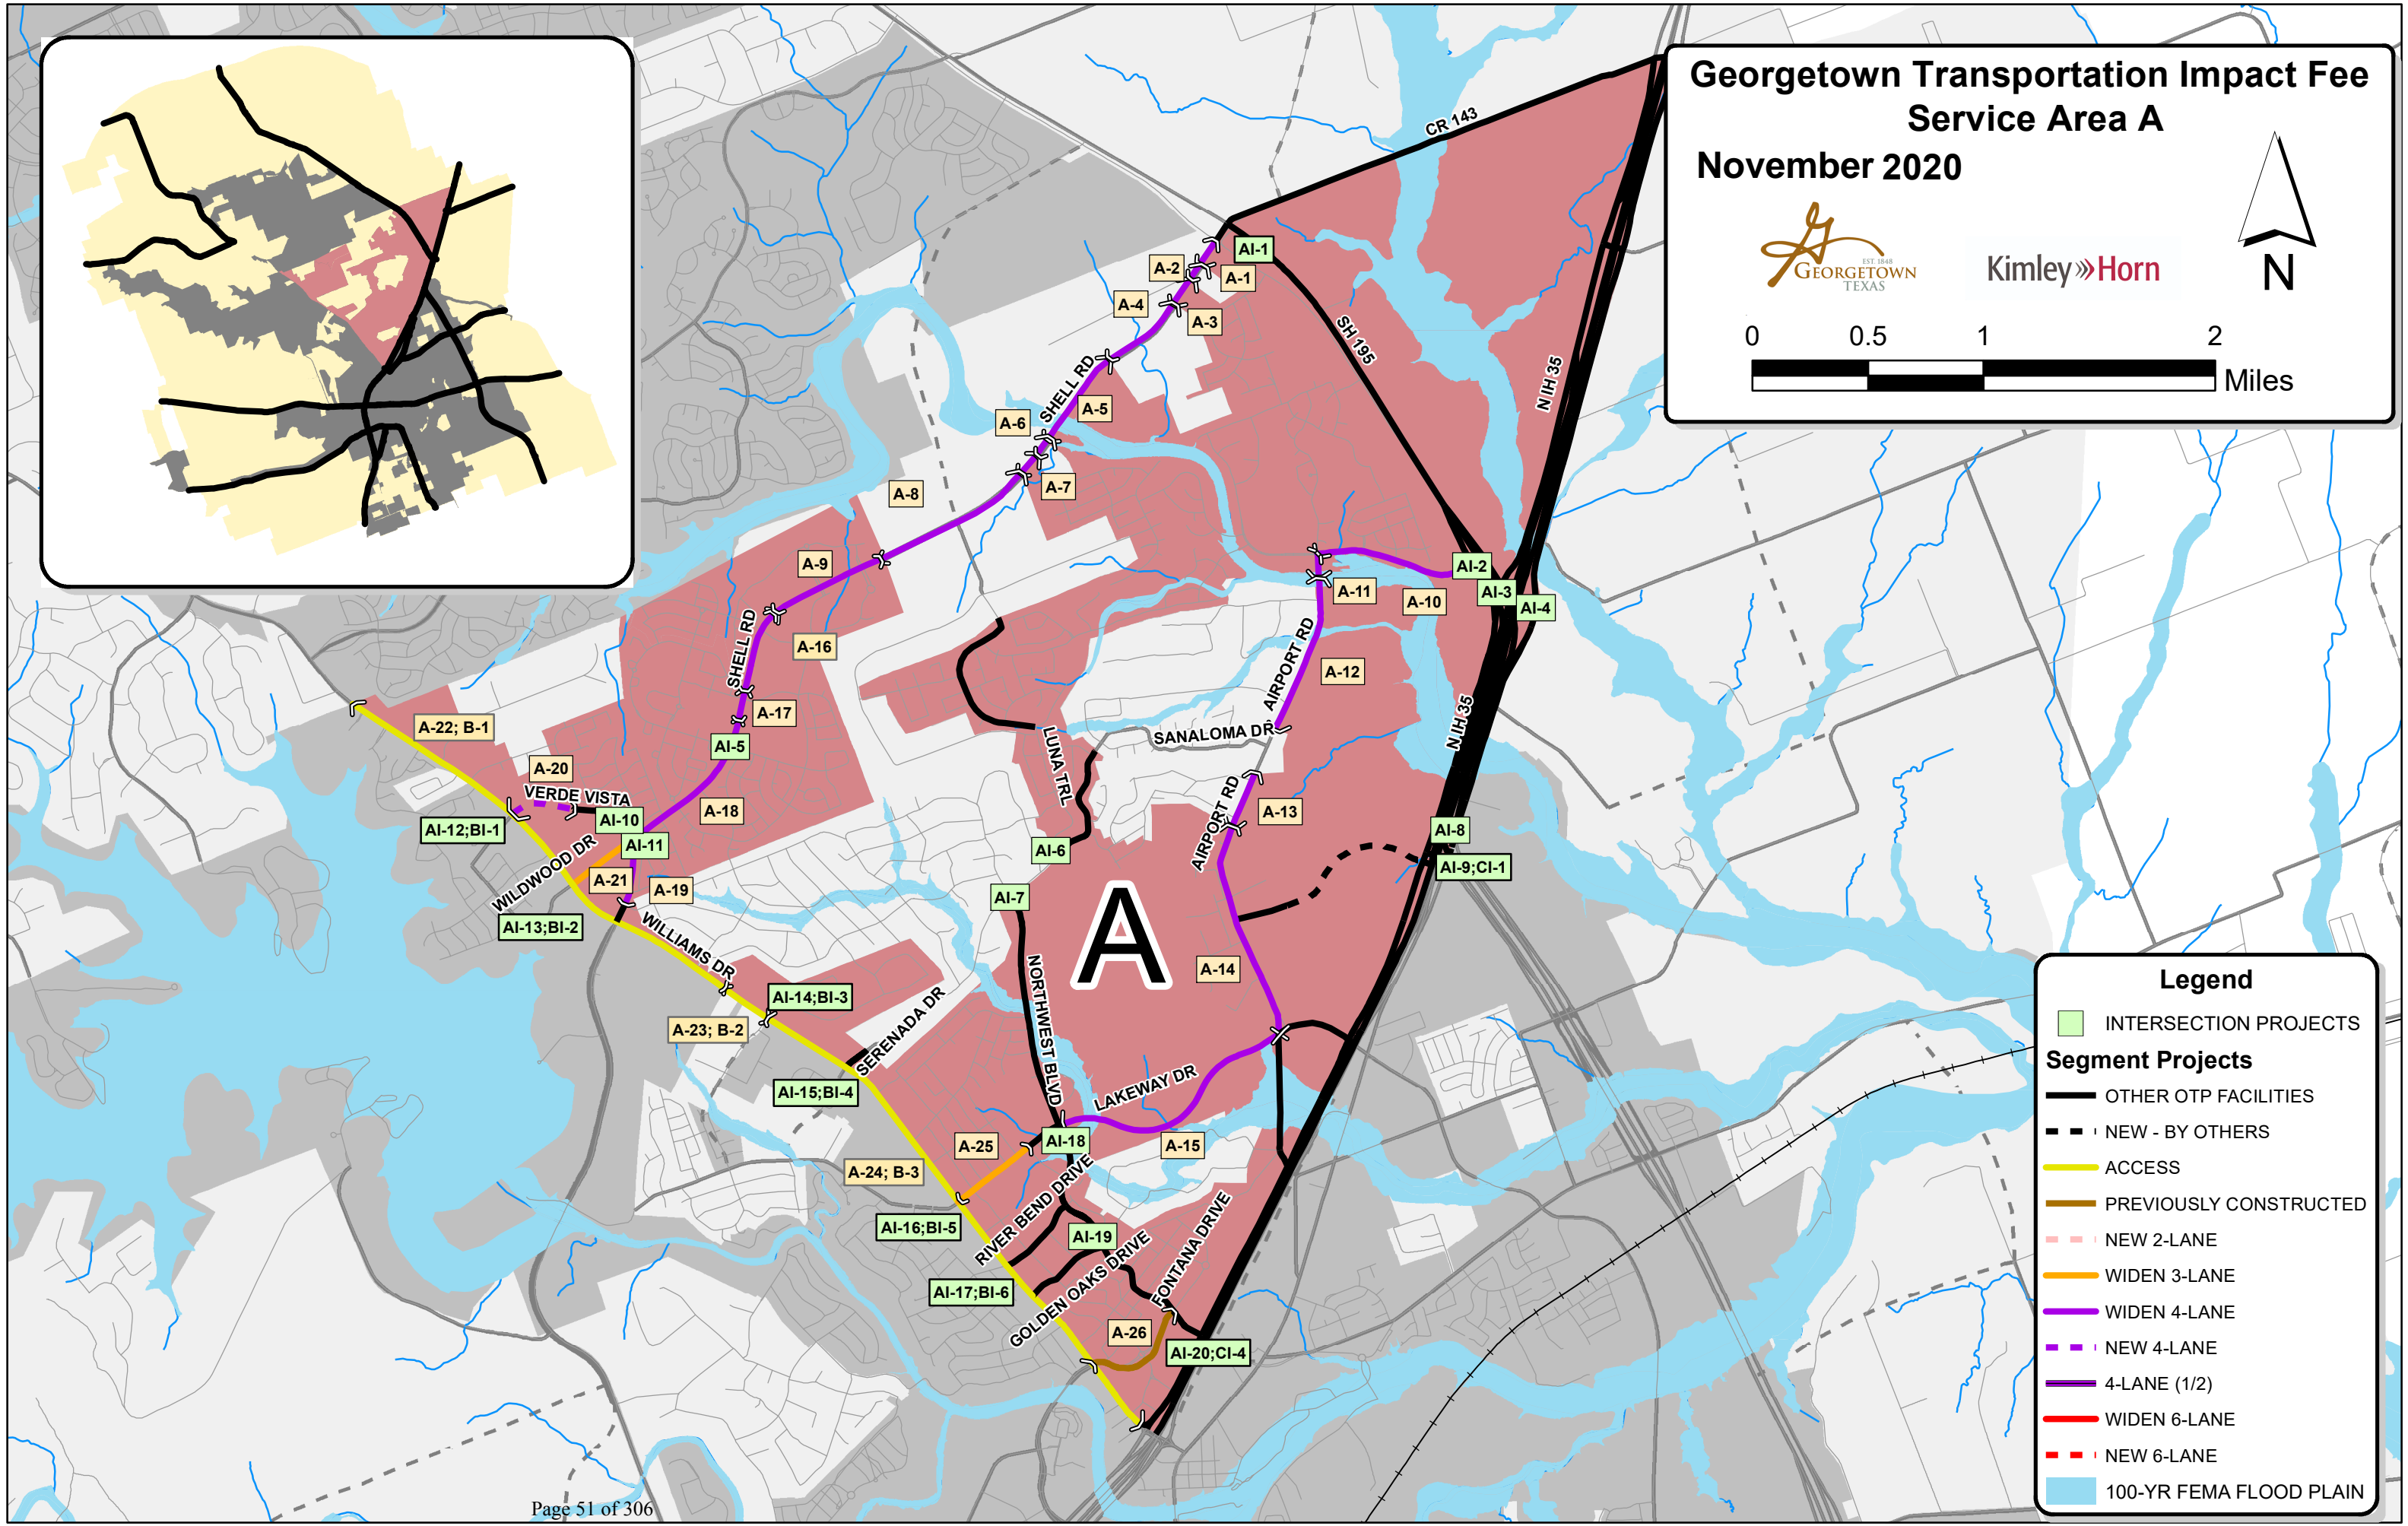 Georgetown Transportation Impact Fee
Service Area A
November 2020
GEORGETOWN
EST. 1848
TEXAS
Kimley»Horn
N
0 0.5 1 2
Miles
CR 143
AI-1
A-2
A-1
A-4
A-3
SH 195
N IH 35
SHELL RD
A-5
A-6
A-7
A-8
A-9
AI-2
AI-3
AI-4
A-11
A-10
A-16
SHELL RD
AIRPORT RD
A-12
A-17
A-22; B-1
AI-5
SANALOMA DR
N IH 35
LUNA TRL
A-20
VERDE VISTA
A-18
AIRPORT RD
A-13
AI-12;BI-1
AI-10
AI-11
AI-8
AI-6
AI-9;CI-1
WILDWOOD DR
A-21
A-19
AI-7
AI-13;BI-2
WILLIAMS DR
A
A-14
NORTHWEST BLVD
AI-14;BI-3
A-23; B-2
SERENADA DR
AI-15;BI-4
LAKEWAY DR
A-25
AI-18
A-15
A-24; B-3
RIVER BEND DRIVE
AI-16;BI-5
AI-19
FONTANA DRIVE
GOLDEN OAKS DRIVE
AI-17;BI-6
A-26
AI-20;CI-4
Legend
INTERSECTION PROJECTS
Segment Projects
OTHER OTP FACILITIES
NEW - BY OTHERS
ACCESS
PREVIOUSLY CONSTRUCTED
NEW 2-LANE
WIDEN 3-LANE
WIDEN 4-LANE
NEW 4-LANE
4-LANE (1/2)
WIDEN 6-LANE
NEW 6-LANE
100-YR FEMA FLOOD PLAIN
Page 51 of 306